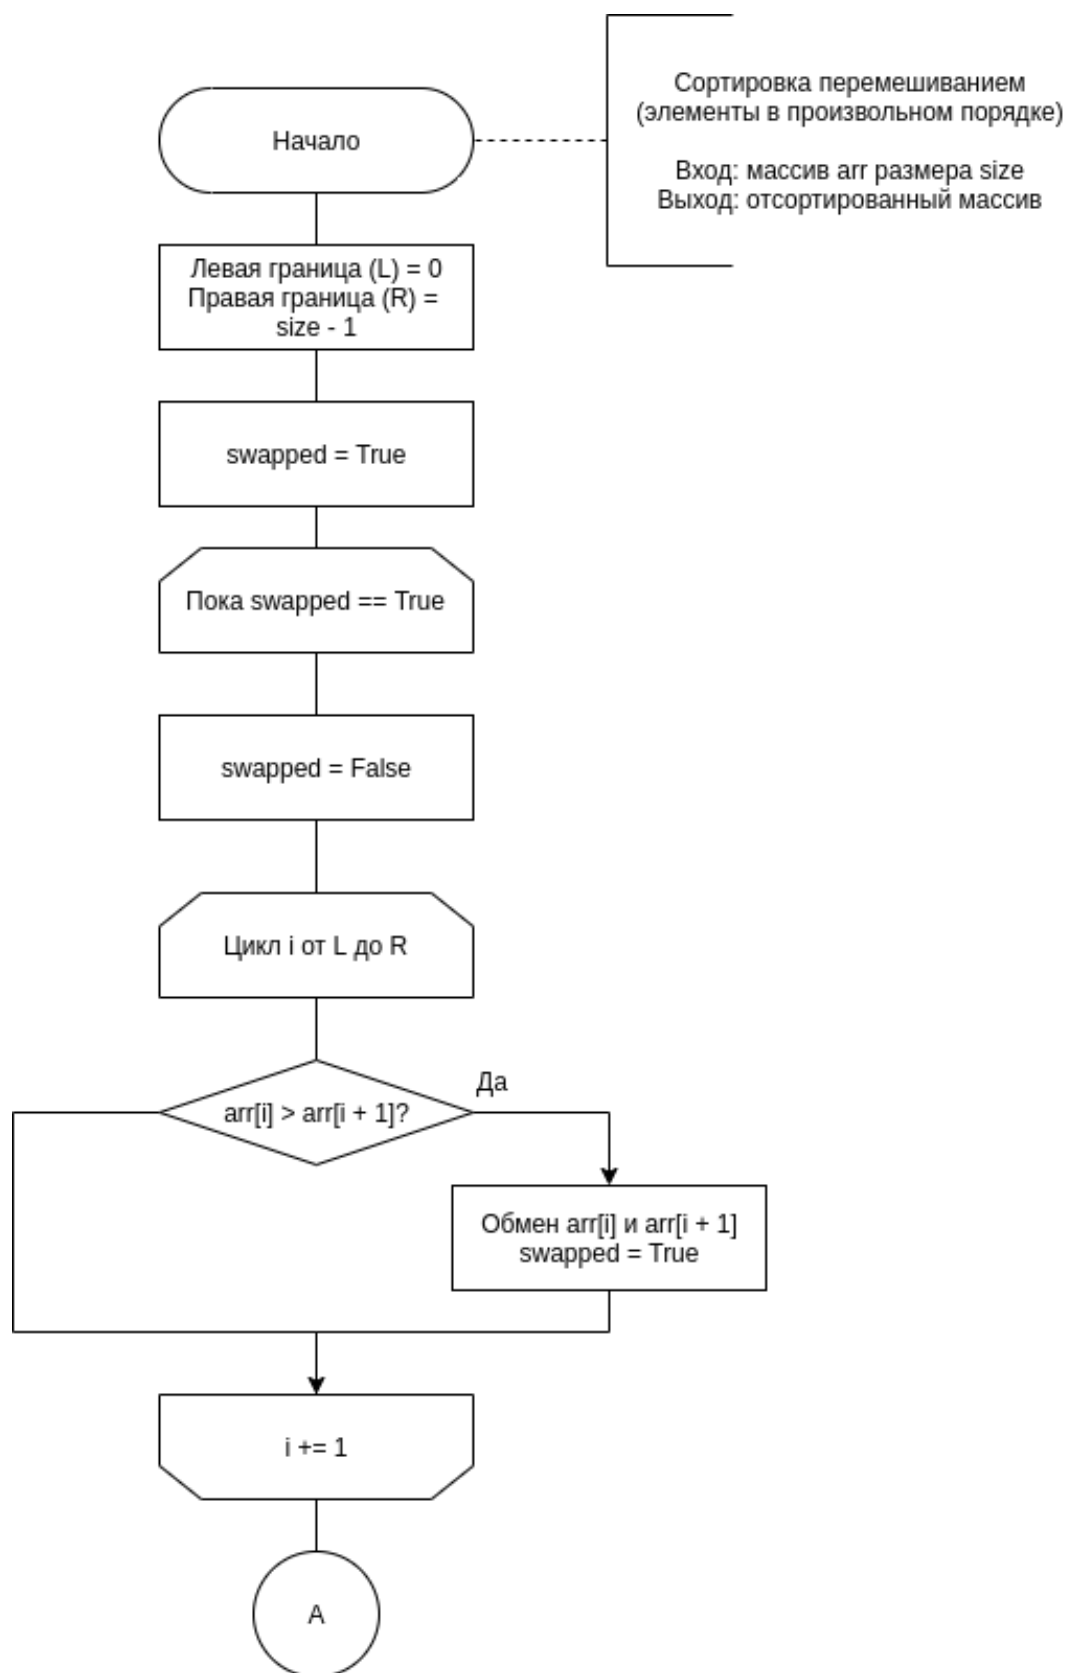 Сортировка перемешиванием
(элементы в произвольном порядке)
Вход: массив arr размера size
Выход: отсортированный массив
Начало
Левая граница (L) = 0
Правая граница (R) =
size - 1
swapped = True
Пока swapped == True
swapped = False
Цикл i от L до R
arr[i] > arr[i + 1]?
Да
Обмен arr[i] и arr[i + 1]
swapped = True
i += 1
А